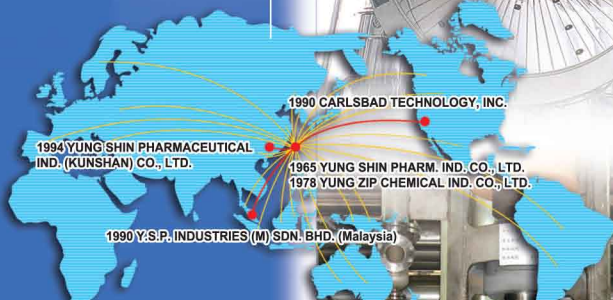 1990 CARLSBAD TECHNOLOGY, INC.
1994 YUNG SHIN PHARMACEUTICAL
IND. (KUNSHAN) CO., LTD.
1965 YUNG SHIN PHARM. IND. CO., LTD.
1978 YUNG ZIP CHEMICAL IND. CO., LTD.
1990 Y.S.P. INDUSTRIES (M) SDN. BHD. (Malaysia)